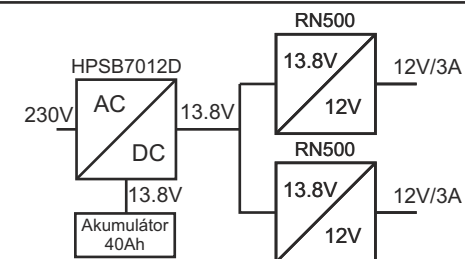 RN500
HPSB7012D
13.8V
12V/3A
230V
AC
13.8V
12V
DC
RN500
13.8V
13.8V
12V/3A
Akumulátor
40Ah
12V